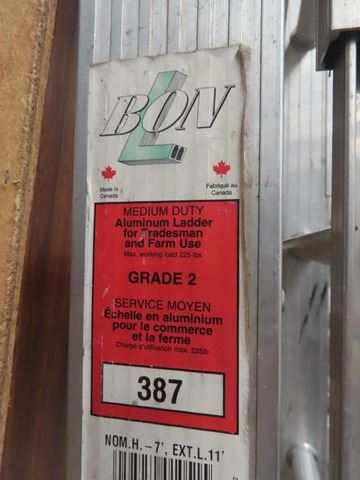 BON
L
Made in
Canada
Fabriqué au
Canada
MEDIUM DUTY
Aluminum Ladder
for Tradesman
and Farm Use
Max. working load 225 lbs
GRADE 2
SERVICE MOYEN
Échelle en aluminium
pour le commerce
et la ferme
Charge d'utilisation max. 225lb
387
NOM.H. – 7', EXT.L.11'